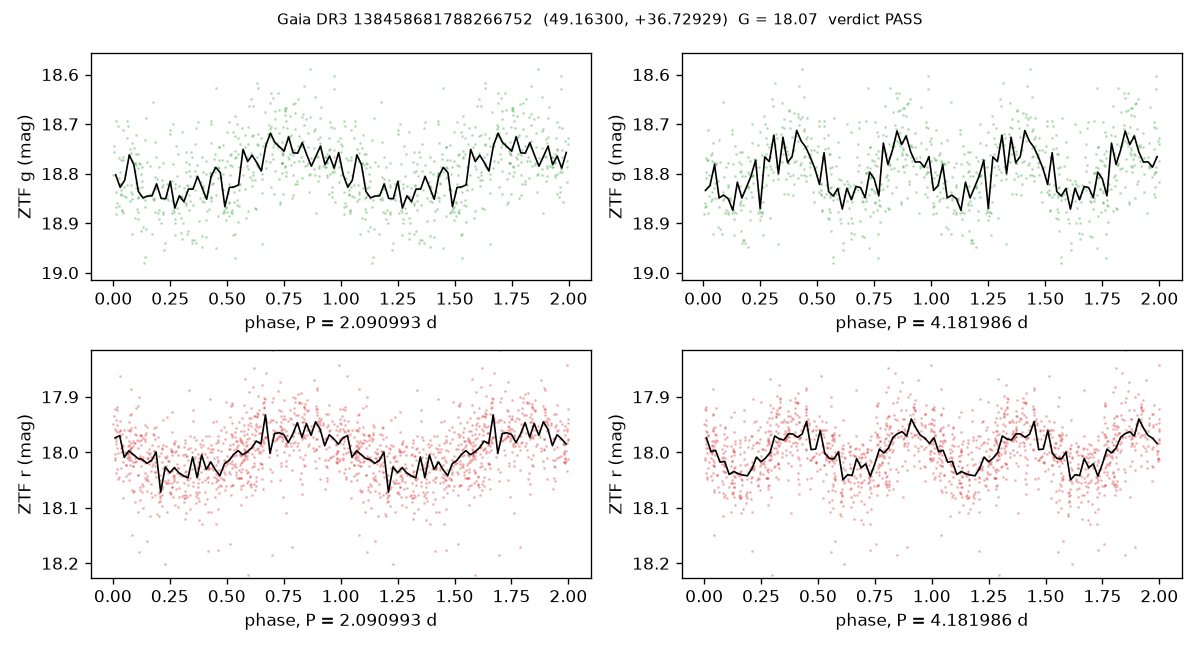 Gaia DR3 138458681788266752  (49.16300, +36.72929)  G = 18.07  verdict PASS
ZTF g (mag)
18.6
18.7
18.8
18.9
19.0
0.00 0.25 0.50 0.75 1.00 1.25 1.50 1.75 2.00
phase, P = 2.090993 d
ZTF g (mag)
18.6
18.7
18.8
18.9
19.0
0.00 0.25 0.50 0.75 1.00 1.25 1.50 1.75 2.00
phase, P = 4.181986 d
ZTF r (mag)
17.9
18.0
18.1
18.2
0.00 0.25 0.50 0.75 1.00 1.25 1.50 1.75 2.00
phase, P = 2.090993 d
ZTF r (mag)
17.9
18.0
18.1
18.2
0.00 0.25 0.50 0.75 1.00 1.25 1.50 1.75 2.00
phase, P = 4.181986 d